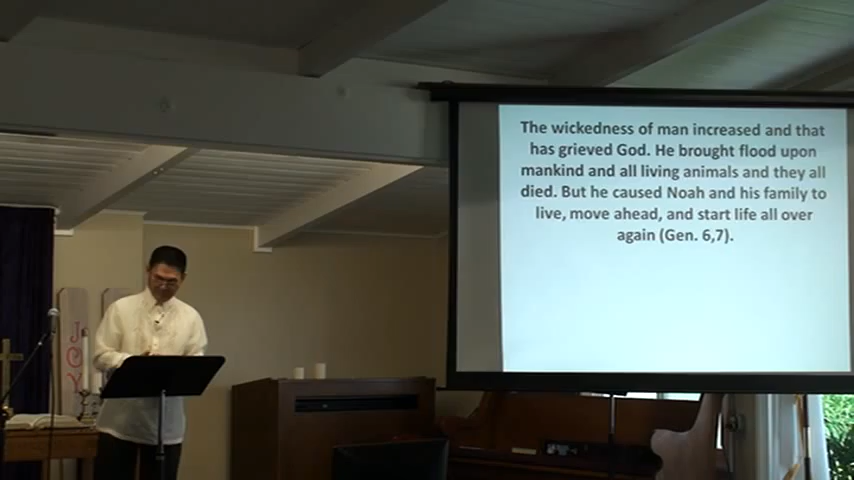 The wickedness of man increased and that
has grieved God. He brought flood upon
mankind and all living animals and they all
died. But he caused Noah and his family to
live, move ahead, and start life all over
again (Gen. 6,7).
JOY